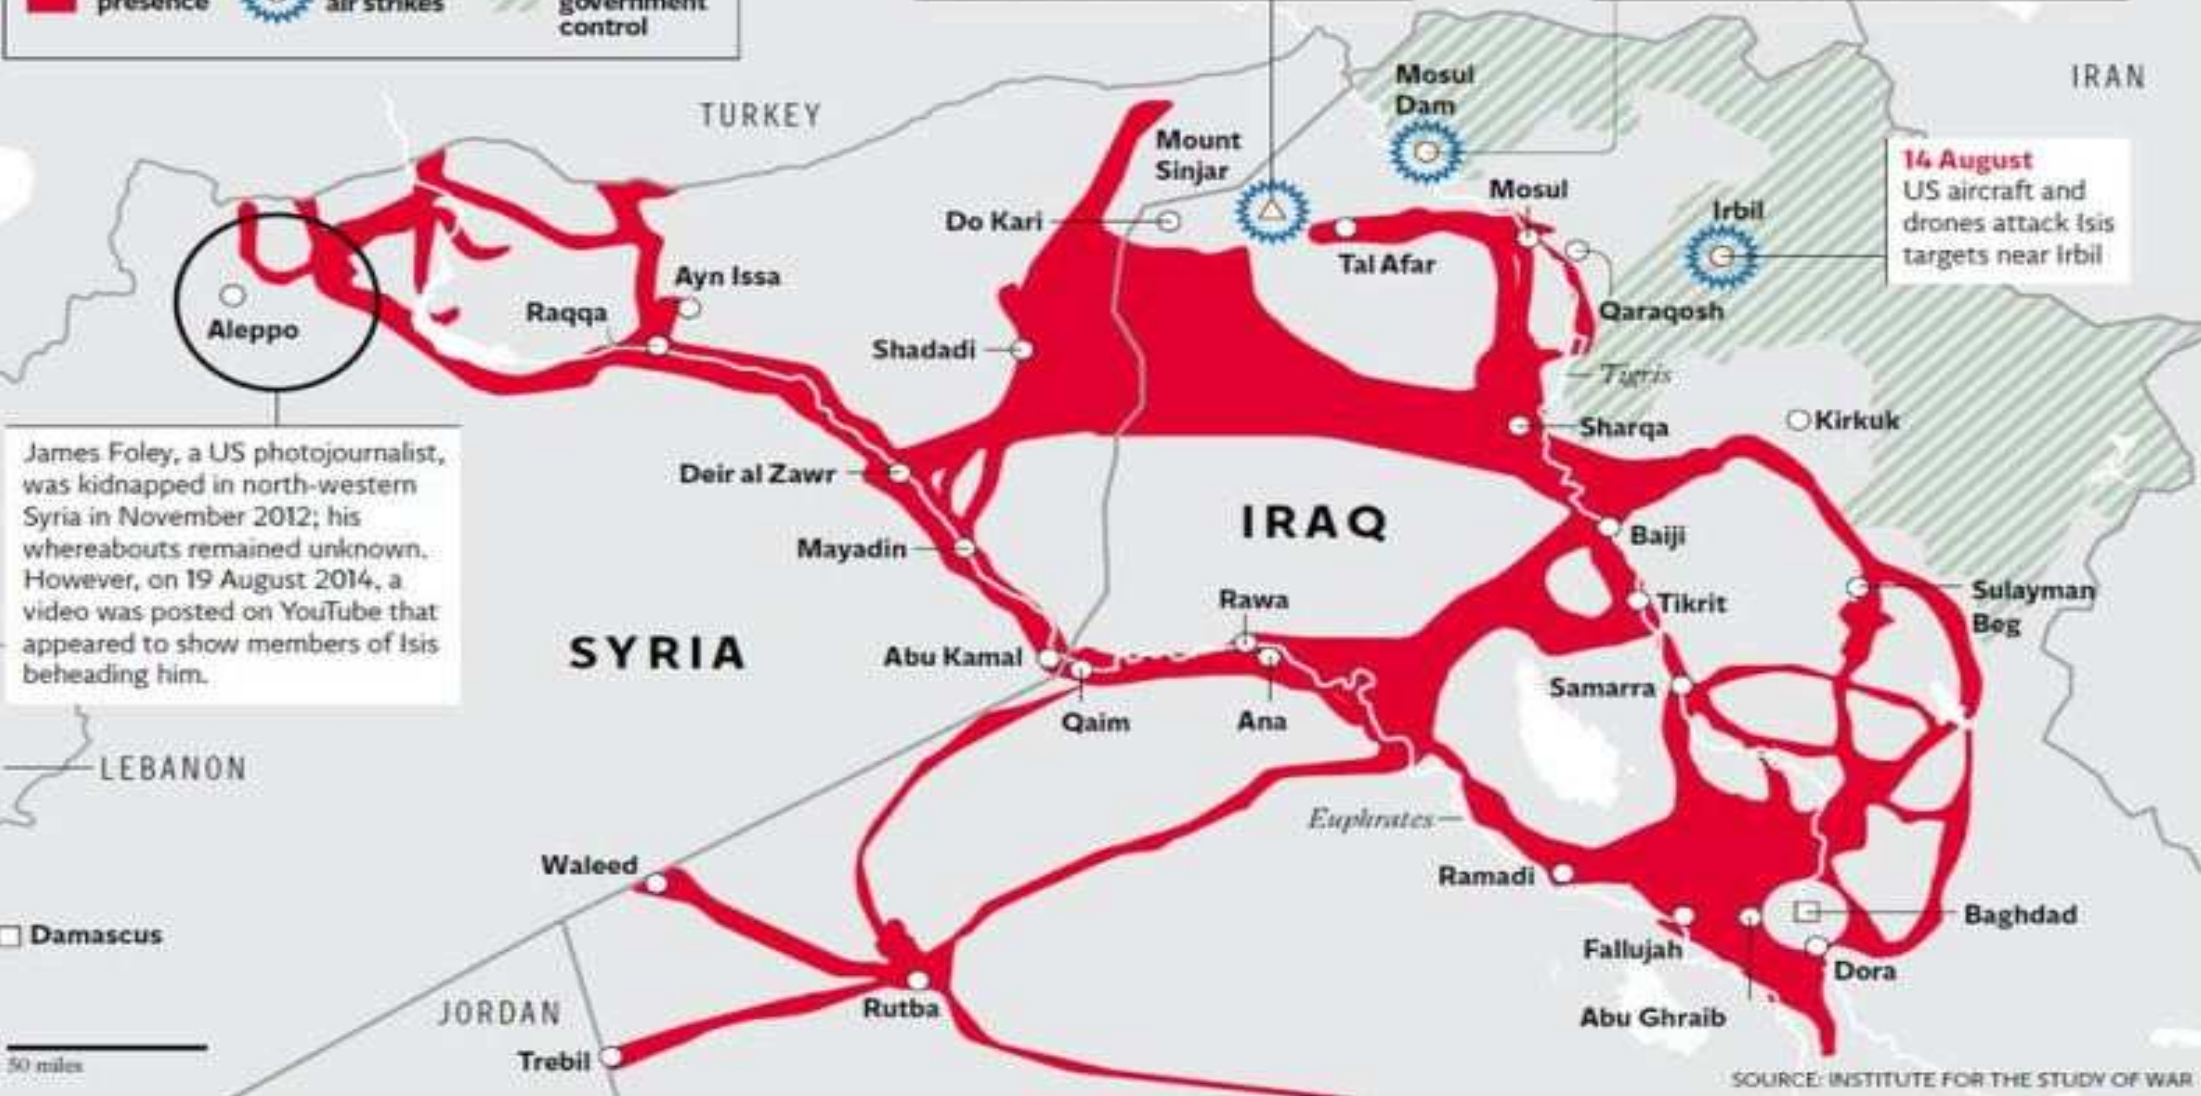 presence
air strikes
government
control
TURKEY
IRAN
Mosul
Dam
Mount
Sinjar
14 August
US aircraft and
drones attack Isis
targets near Irbil
Mosul
Irbil
Do Kari
Tal Afar
Ayn Issa
Raqqa
Qaraqosh
Aleppo
Shadadi
Tigris
Kirkuk
Sharqa
James Foley, a US photojournalist,
was kidnapped in north-western
Syria in November 2012; his
whereabouts remained unknown.
However, on 19 August 2014, a
video was posted on YouTube that
appeared to show members of Isis
beheading him.
Deir al Zawr
IRAQ
Baiji
Mayadin
Rawa
Tikrit
Sulayman
Beg
SYRIA
Abu Kamal
Samarra
Qaim
Ana
LEBANON
Euphrates
Waleed
Ramadi
Damascus
Baghdad
Fallujah
Dora
Rutba
JORDAN
Abu Ghraib
Trebil
50 miles
SOURCE: INSTITUTE FOR THE STUDY OF WAR